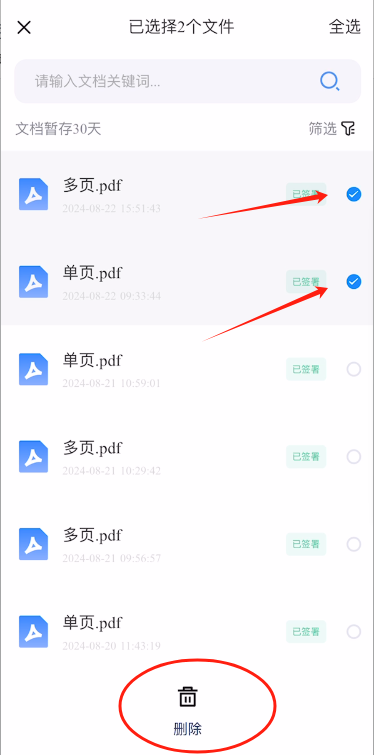 已选择2个文件
全选
请输入文档关键词...
文档暂存30天
筛选
多页.pdf
已签署
2024-08-22 15:51:43
单页.pdf
已签署
2024-08-22 09:33:44
单页.pdf
已签署
2024-08-21 10:59:01
多页.pdf
已签署
2024-08-21 10:29:42
多页.pdf
已签署
2024-08-21 09:56:57
单页.pdf
已签署
2024-08-20 11:43:19
删除